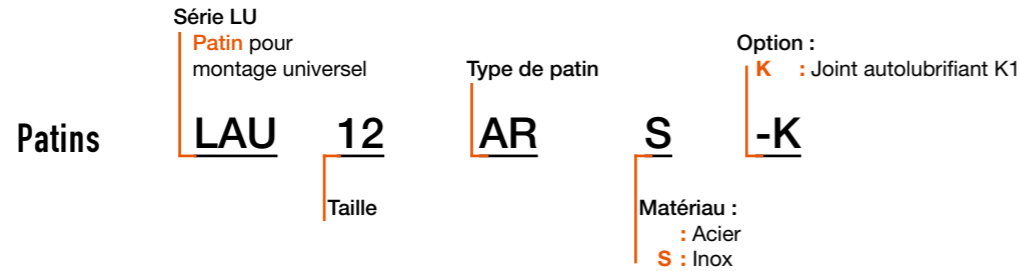 Série LU
Patin pour
montage universel
Type de patin
Option :
K : Joint autolubrifiant K1
Patins LAU 12 AR S -K
Taille
Matériau :
: Acier
S : Inox